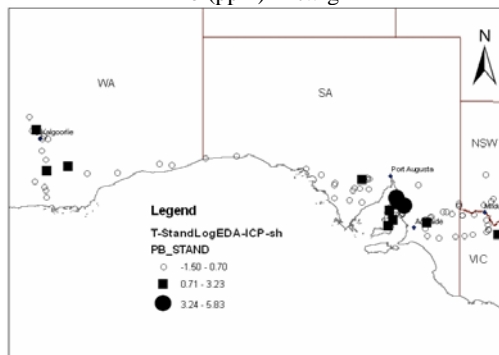 N
WA
SA
Kalgoorlie
NSW
Port Augusta
Legend
T-StandLogEDA-ICP-sh
PB_STAND
-1.50 - 0.70
0.71 - 3.23
3.24 - 5.83
VIC